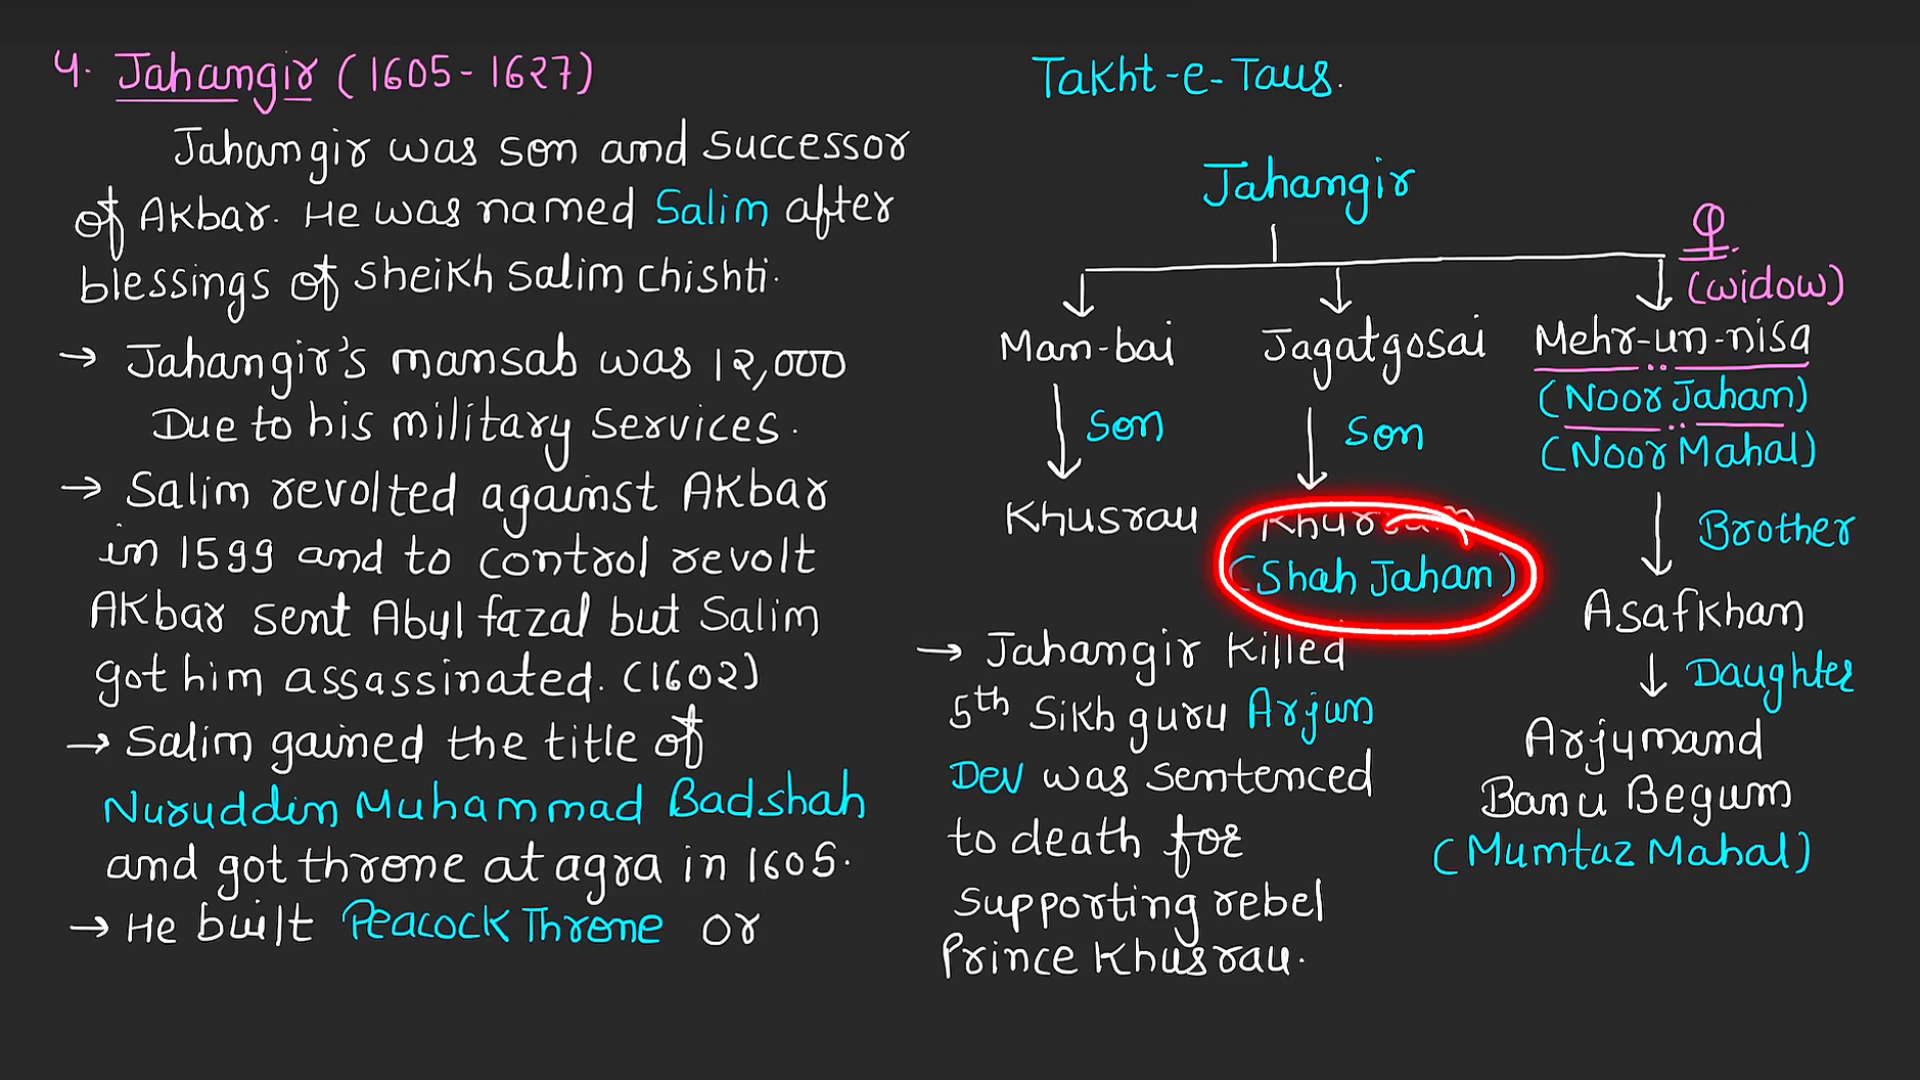 4. Jahangir (1605-1627)
Jahangir was son and successor
of Akbar. He was named Salim after
blessings of Sheikh Salim chishti.
→ Jahangir's mansab was 12,000
Due to his military services.
→ Salim revolted against Akbar
in 1599 and to control revolt
Akbar sent Abul fazal but Salim
got him assassinated. (1602)
→ Salim gained the title of
Nuruddin Muhammad Badshah
and got throne at agra in 1605.
→ He built Peacock Throne or
Takht-e-Taus.
Jahangir
(widow)
Man-bai Jagatgosai Mehr-un-nisa
(Noor Jahan)
(Noor Mahal)
Son Son
Khusrau
(Shah Jahan)
Brother
Asafkhan
Daughter
Arjumand
Banu Begum
(Mumtaz Mahal)
→ Jahangir Killed
5th Sikh guru Arjun
Dev was sentenced
to death for
supporting rebel
Prince Khusrau.